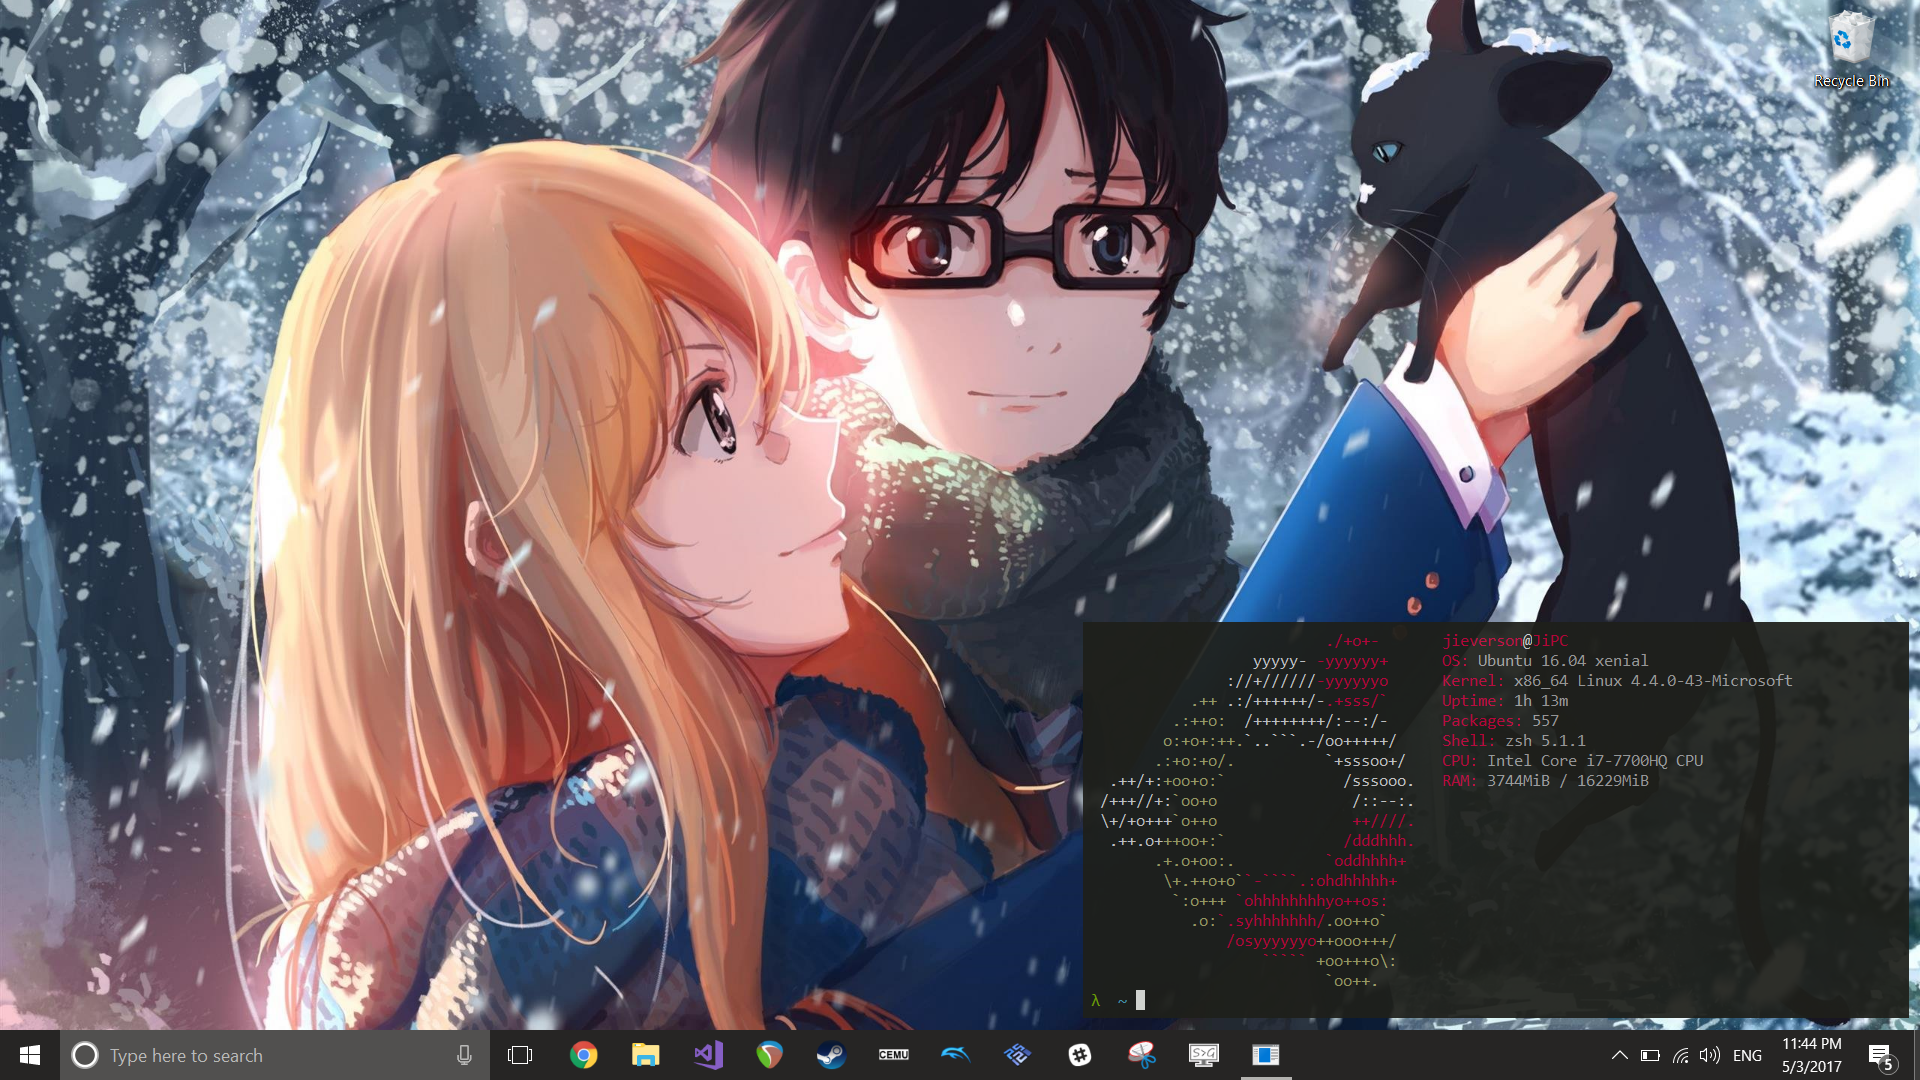 Recycle Bin
./+o+-
yyyyy- -yyyyyy+
://+//////-yyyyyyo
.++ .:/++++++/-.+sss/`
.:++o:  /++++++++/:--:/-
o:+o+:++.`..```.-/oo+++++/
.:+o:+o/.          `+sssoo+/
.++/+:+oo+o:`             /sssooo.
/+++//+:`oo+o               /::--:.
\+/+o+++`o++o               ++////.
.++.o+++oo+:`             /dddhhh.
.+.o+oo:.          `oddhhhh+
\+.++o+o``-````.:ohdhhhhh+
`:o+++ `ohhhhhhhhyo++os:
.o:`.syhhhhhhh/.oo++o`
/osyyyyyyo++ooo+++/
````` +oo+++o\:
`oo++.
jieverson@JiPC
OS: Ubuntu 16.04 xenial
Kernel: x86_64 Linux 4.4.0-43-Microsoft
Uptime: 1h 13m
Packages: 557
Shell: zsh 5.1.1
CPU: Intel Core i7-7700HQ CPU
RAM: 3744MiB / 16229MiB
λ ~
Type here to search
CEMU
S>G
ENG
11:44 PM
5/3/2017
5